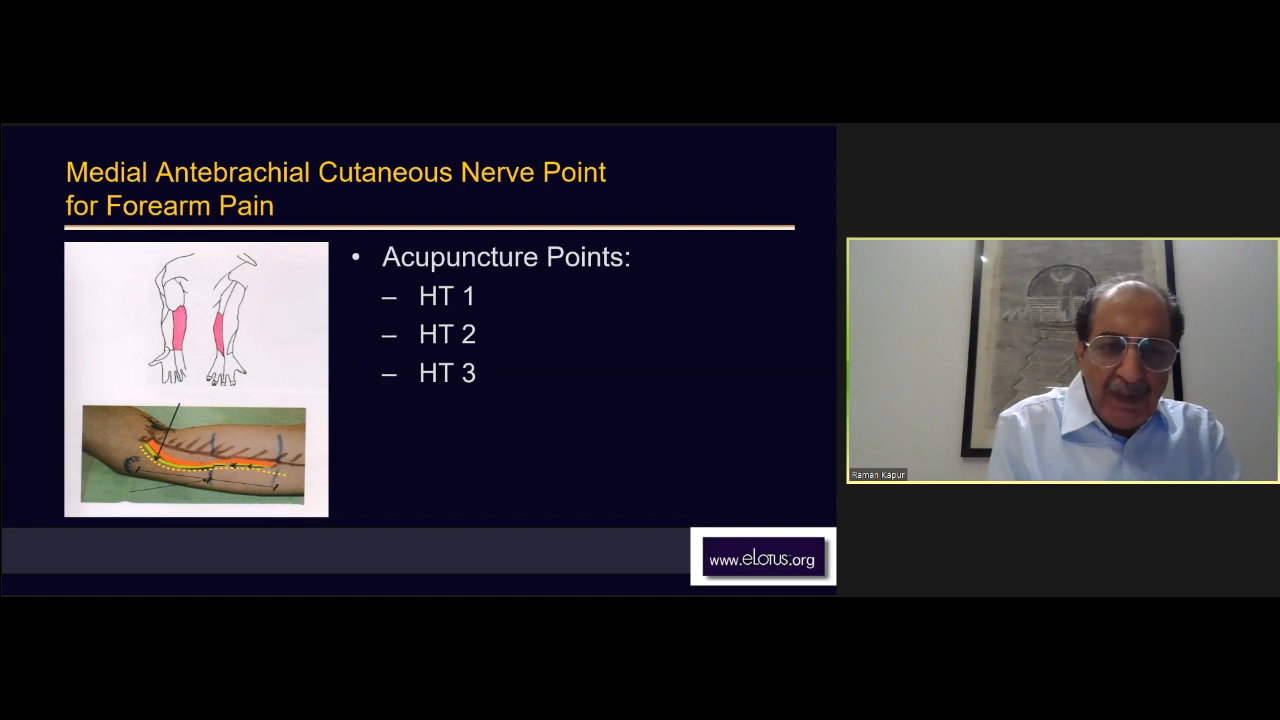 Medial Antebrachial Cutaneous Nerve Point
for Forearm Pain
• Acupuncture Points:
– HT 1
– HT 2
– HT 3
www.eLOTUS.org
Raman Kapur